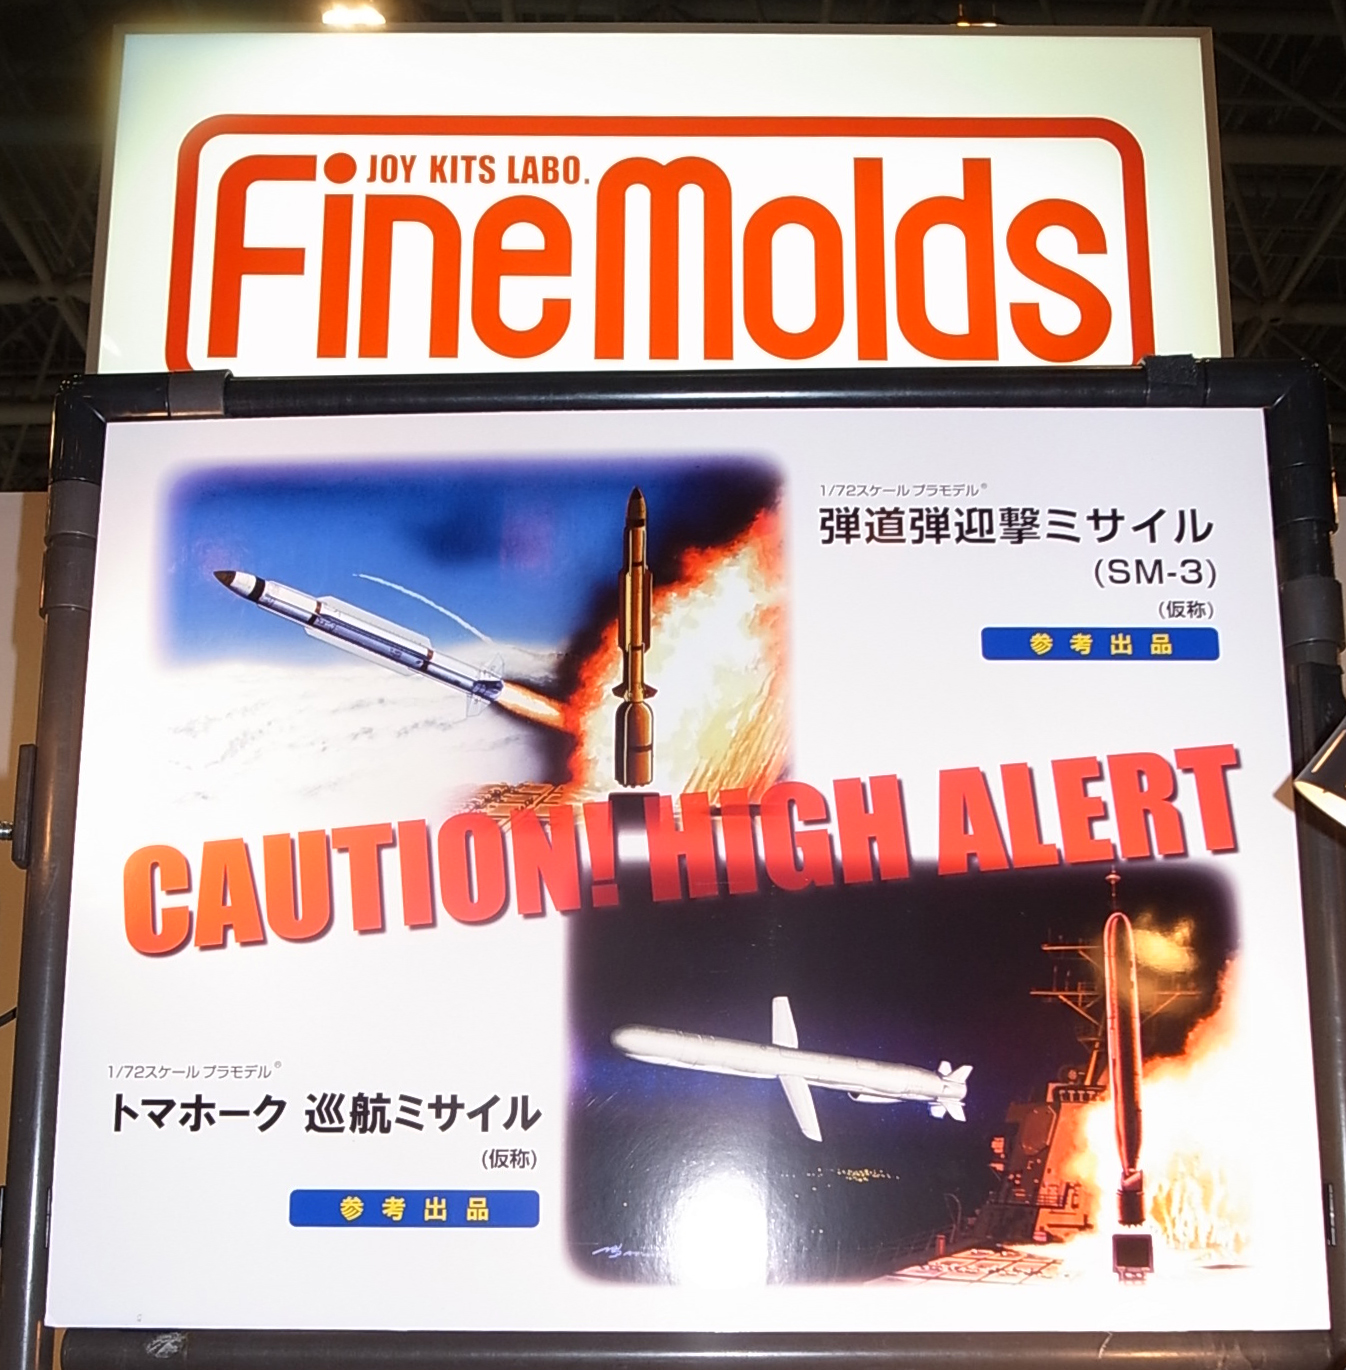 JOY KITS LABO.
FineMolds
1/72スケール プラモデル®
弾道弾迎撃ミサイル
(SM-3)
(仮称)
参考出品
CAUTION! HIGH ALERT
1/72スケール プラモデル®
トマホーク 巡航ミサイル
(仮称)
参考出品